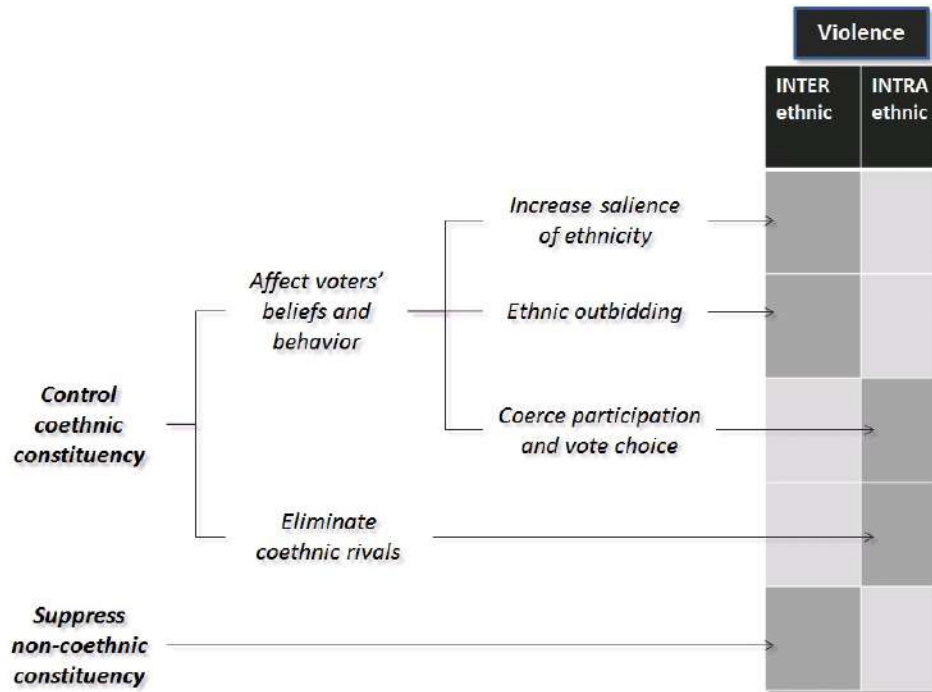 Violence
INTER
ethnic
INTRA
ethnic
Increase salience
of ethnicity
Affect voters'
beliefs and
behavior
Ethnic outbidding
Control
coethnic
constituency
Coerce participation
and vote choice
Eliminate
coethnic rivals
Suppress
non-coethnic
constituency